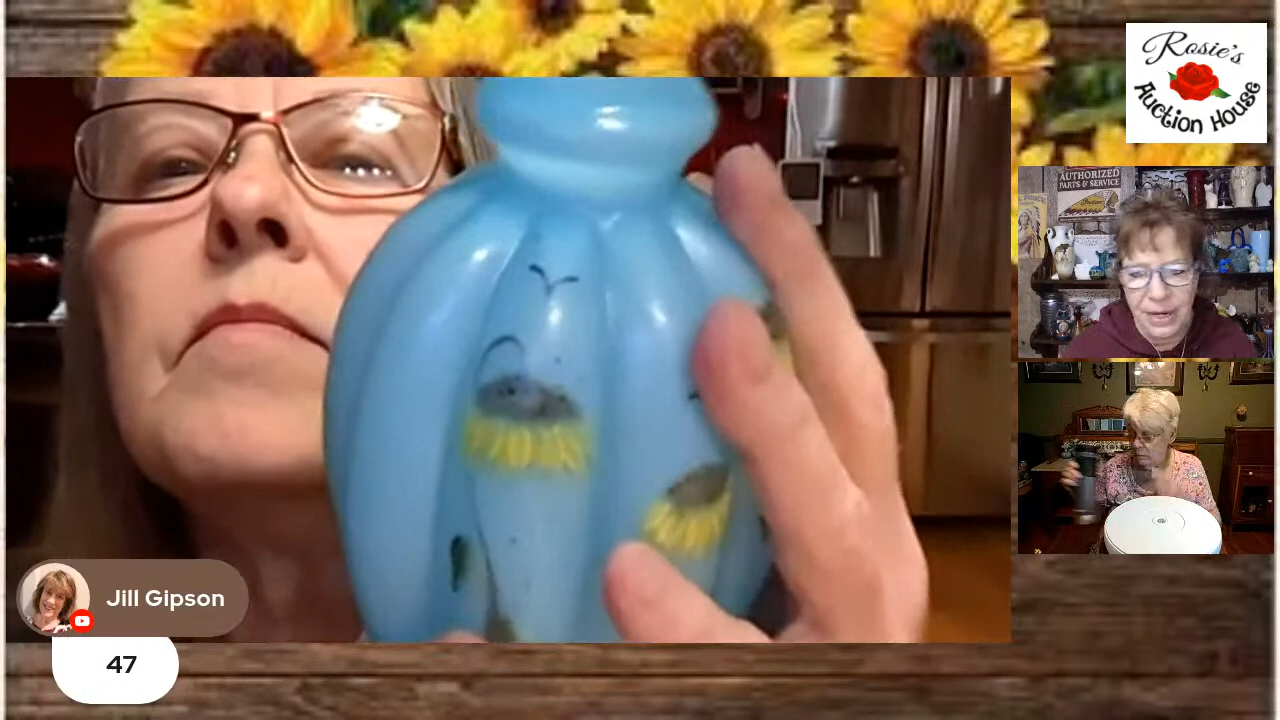 Rosie's
Auction House
AUTHORIZED
PARTS & SERVICE
Jill Gipson
47